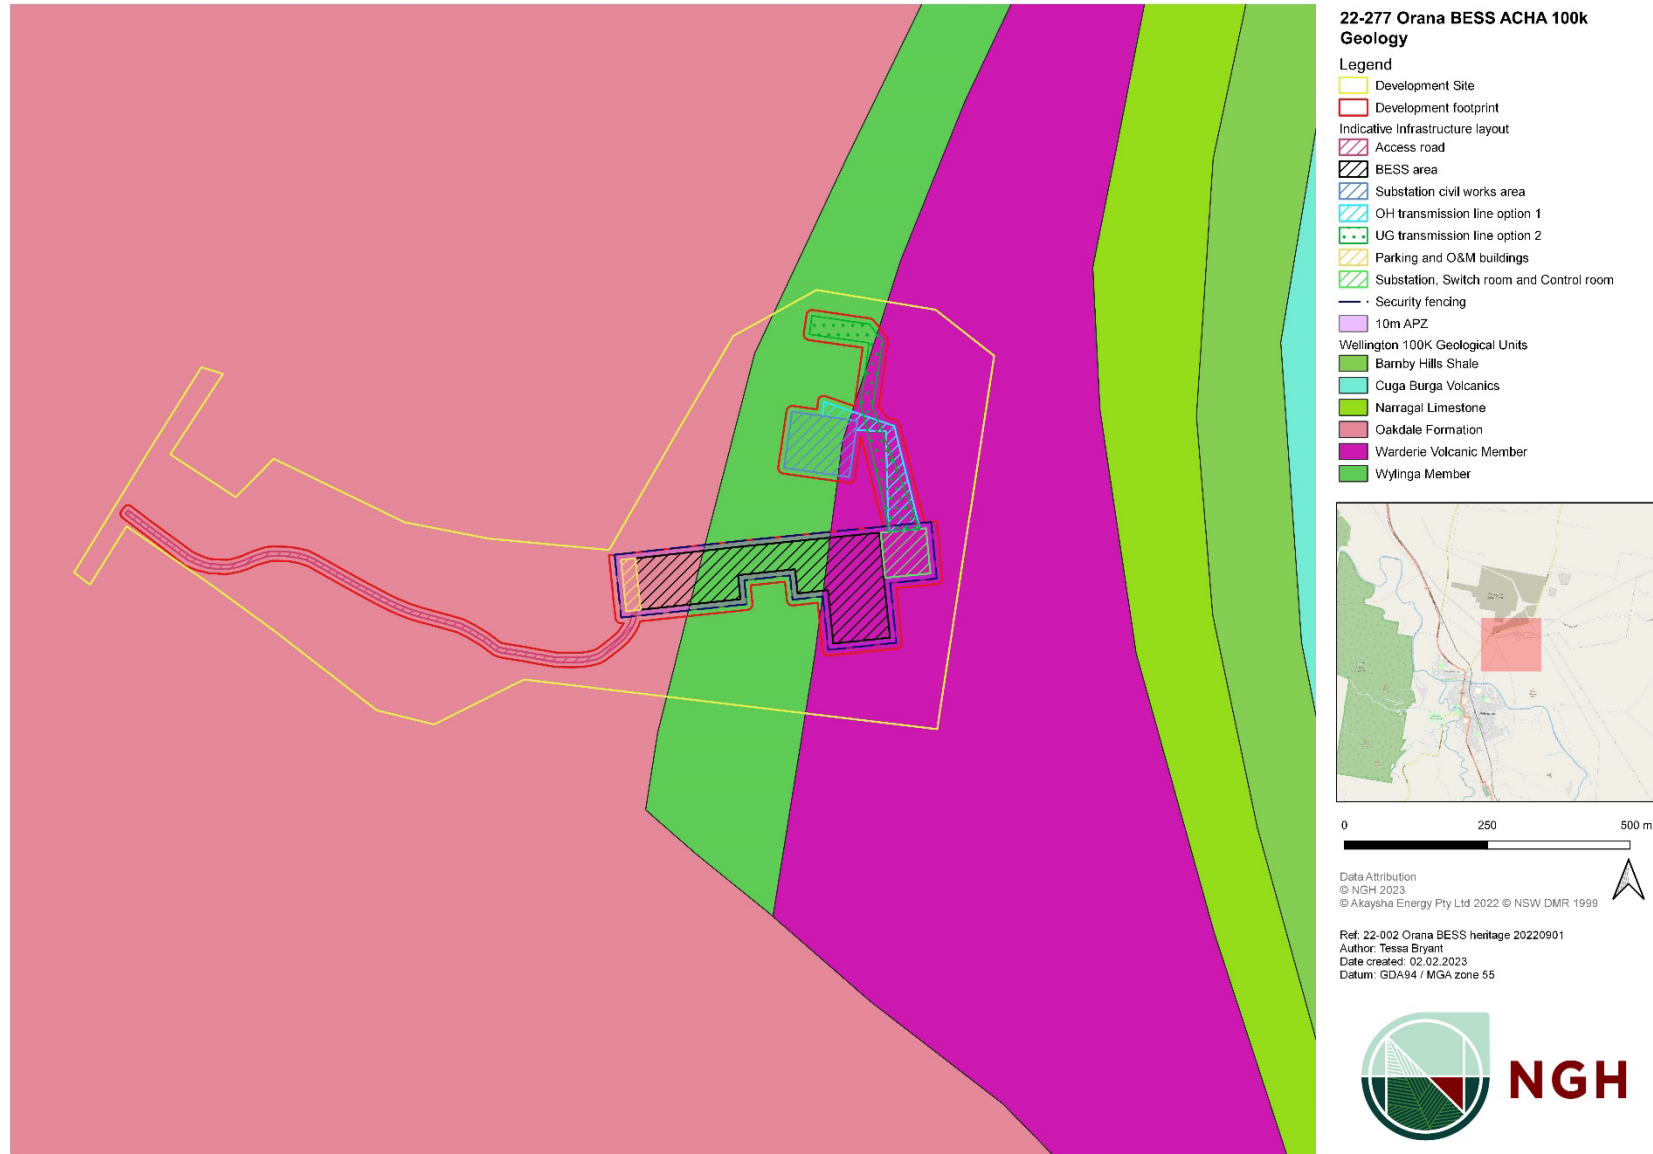 22-277 Orana BESS ACHA 100k
Geology
Legend
Development Site
Development footprint
Indicative Infrastructure layout
Access road
BESS area
Substation civil works area
OH transmission line option 1
UG transmission line option 2
Parking and O&M buildings
Substation, Switch room and Control room
Security fencing
10m APZ
Wellington 100K Geological Units
Barnby Hills Shale
Cuga Burga Volcanics
Narragal Limestone
Oakdale Formation
Warderie Volcanic Member
Wylinga Member
0 250 500 m
Data Attribution
© NGH 2023
© Akaysha Energy Pty Ltd 2022 © NSW DMR 1999
Ref: 22-002 Orana BESS heritage 20220901
Author: Tessa Bryant
Date created: 02.02.2023
Datum: GDA94 / MGA zone 55
NGH